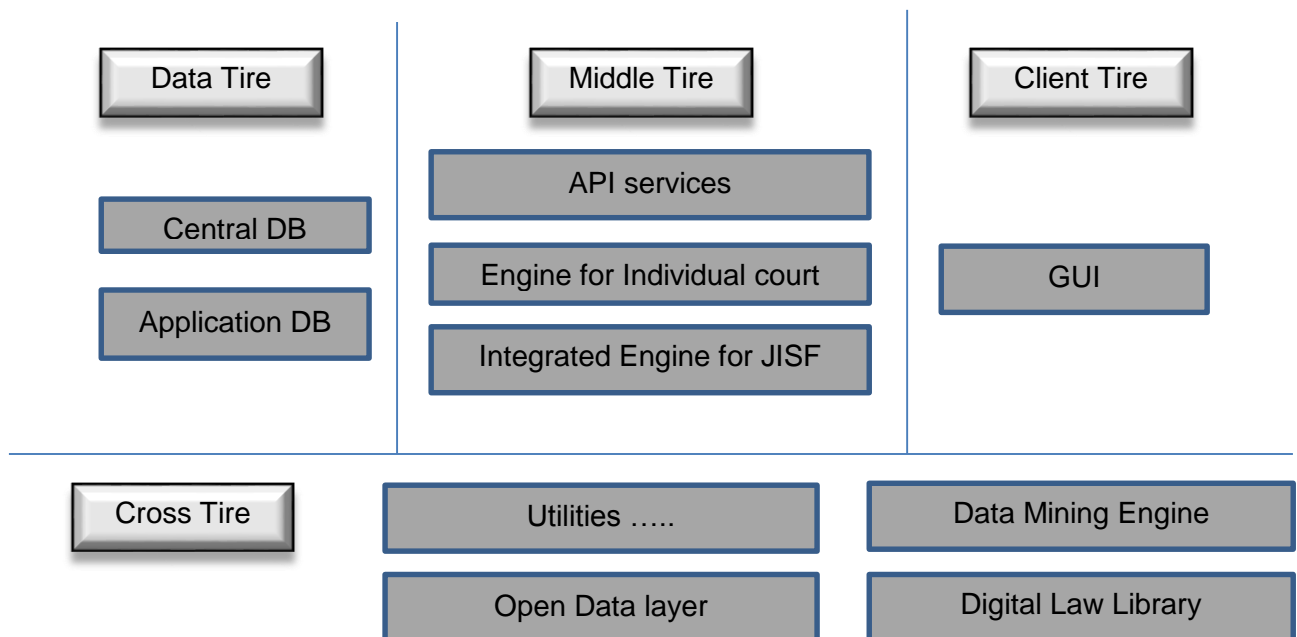 Data Tire
Middle Tire
Client Tire
Central DB
Application DB
API services
Engine for Individual court
Integrated Engine for JISF
GUI
Cross Tire
Utilities …..
Data Mining Engine
Open Data layer
Digital Law Library